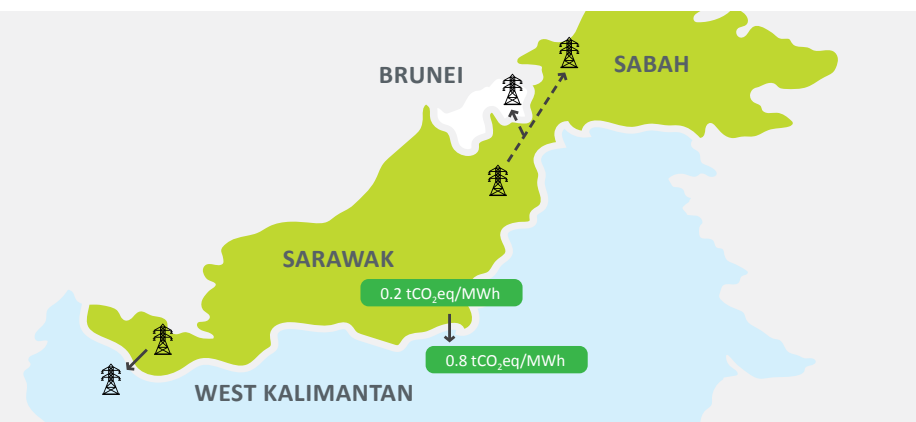 SABAH
BRUNEI
SARAWAK
0.2 tCO₂eq/MWh
0.8 tCO₂eq/MWh
WEST KALIMANTAN